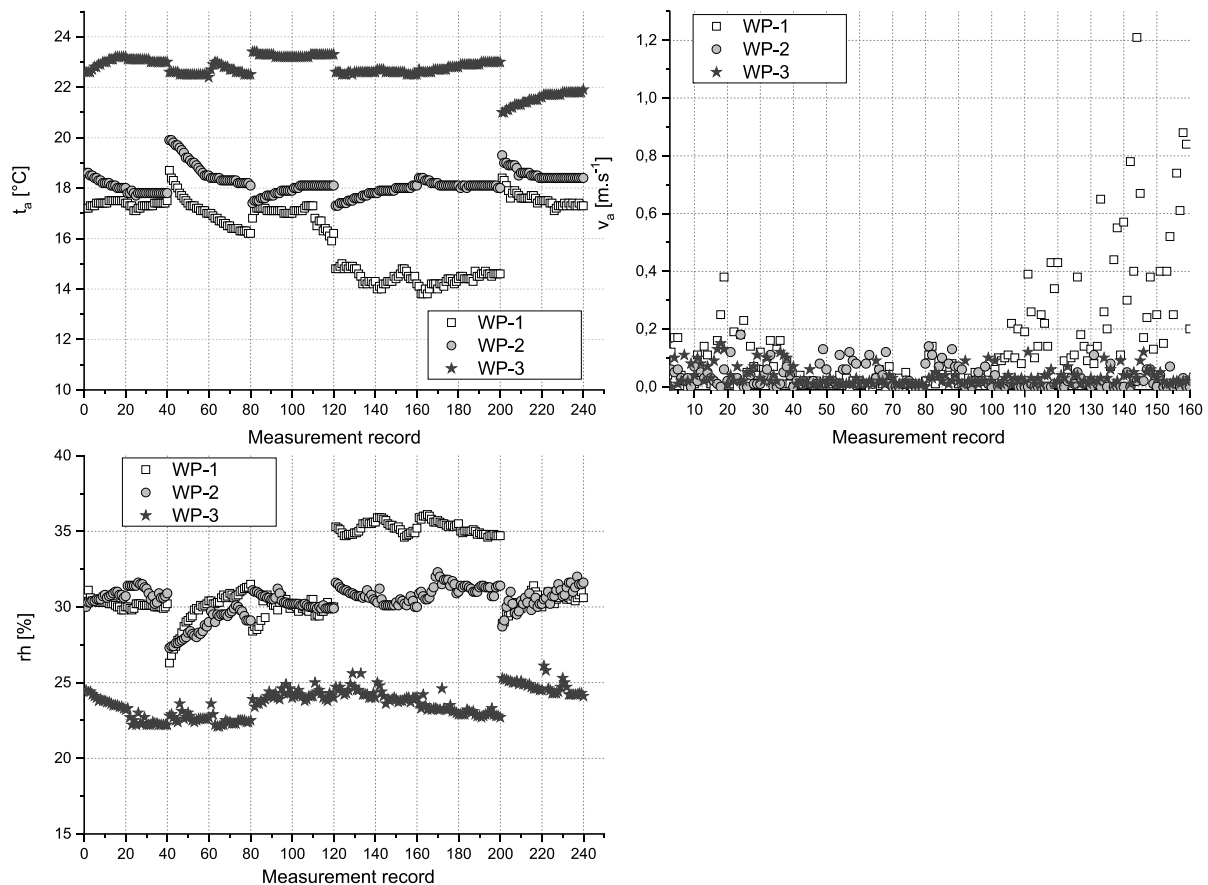 24
22
20
18
16
14
12
10
t_a [°C]
WP-1
WP-2
WP-3
0 20 40 60 80 100 120 140 160 180 200 220 240
Measurement record
1,2
1,0
0,8
0,6
0,4
0,2
0,0
v_a [m.s⁻¹]
WP-1
WP-2
WP-3
10 20 30 40 50 60 70 80 90 100 110 120 130 140 150 160
Measurement record
40
35
30
25
20
15
rh [%]
WP-1
WP-2
WP-3
0 20 40 60 80 100 120 140 160 180 200 220 240
Measurement record